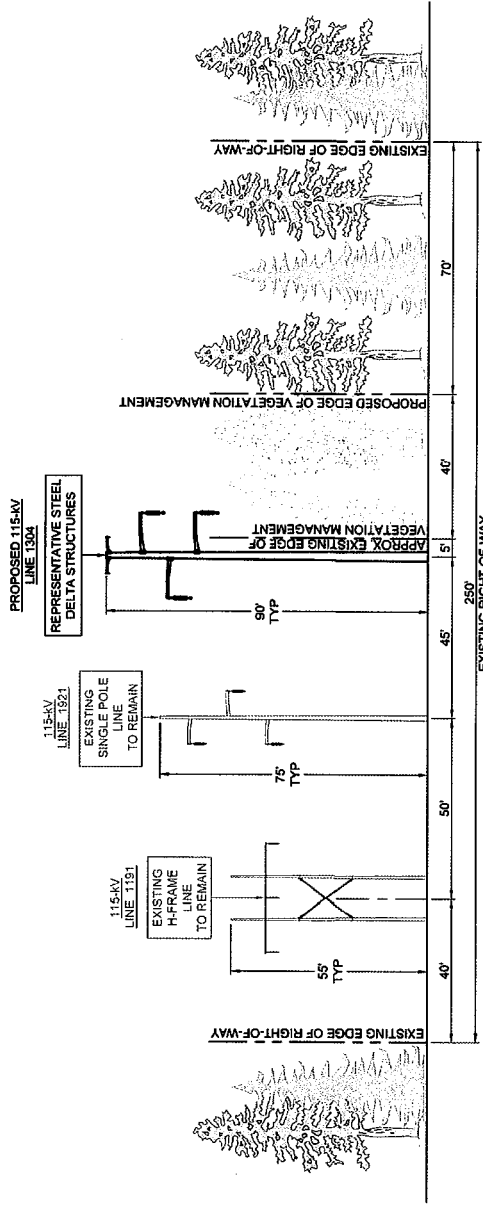 PROPOSED 115-kV
LINE 1304
REPRESENTATIVE STEEL
DELTA STRUCTURES
115-kV
LINE 1921
EXISTING
SINGLE POLE
LINE
TO REMAIN
115-kV
LINE 1191
EXISTING
H-FRAME
LINE
TO REMAIN
EXISTING EDGE OF RIGHT-OF-WAY
55'
TYP
75'
TYP
90'
TYP
APPROX. EXISTING EDGE OF
VEGETATION MANAGEMENT
PROPOSED EDGE OF VEGETATION MANAGEMENT
EXISTING EDGE OF RIGHT-OF-WAY
40'
50'
45'
5'
40'
70'
250'
EXISTING RIGHT-OF-WAY